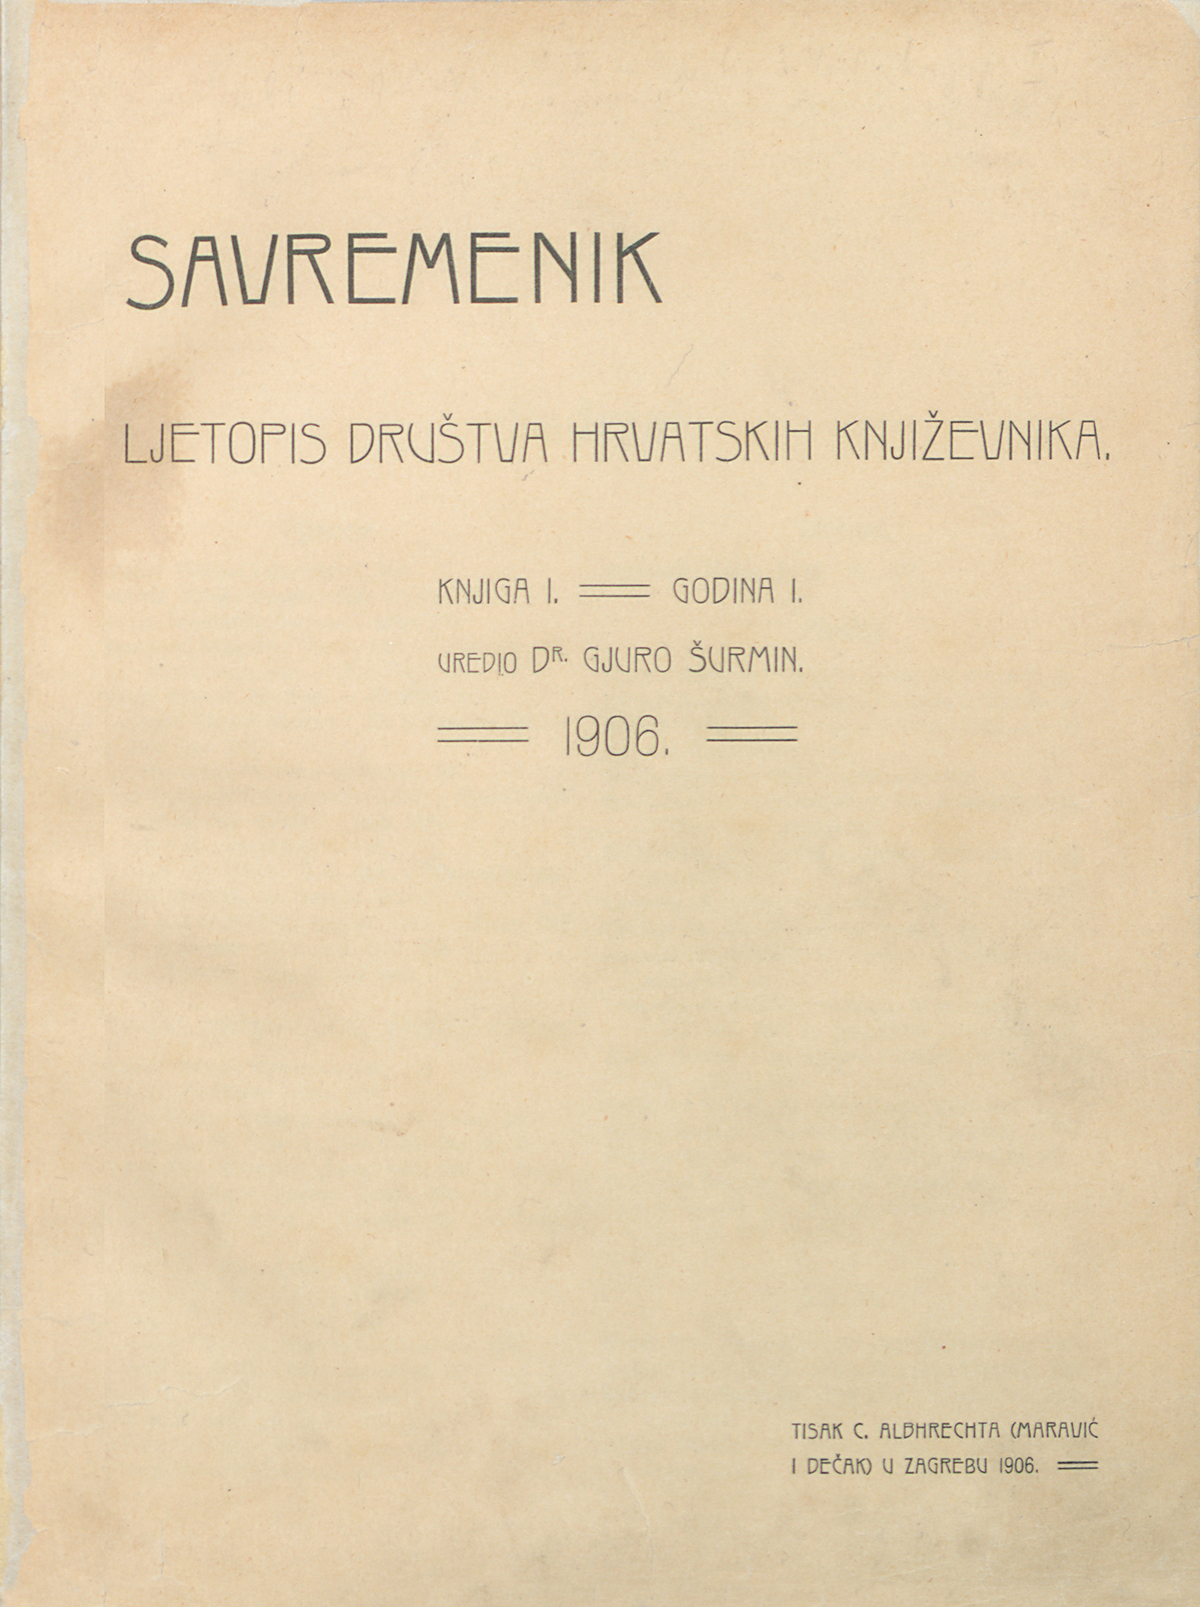 SAVREMENIK
LJETOPIS DRUŠTVA HRVATSKIH KNJIŽEVNIKA.
KNJIGA I. GODINA I.
UREDIO DR. GJURO ŠURMIN.
1906.
TISAK C. ALBHRECHTA (MARAVIĆ
I DEČAK) U ZAGREBU 1906.